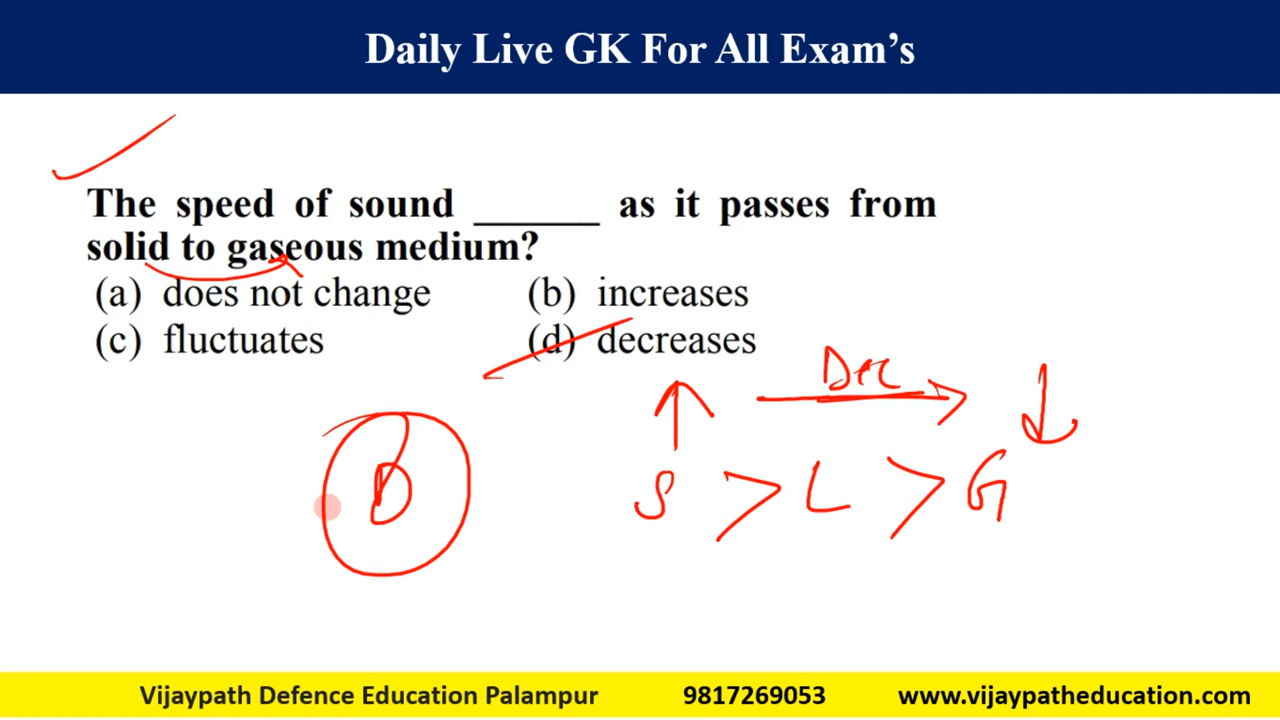 Daily Live GK For All Exam's
The speed of sound ______ as it passes from
solid to gaseous medium?
(a) does not change (b) increases
(c) fluctuates (d) decreases
Dec
D
S > L > G
Vijaypath Defence Education Palampur 9817269053 www.vijaypatheducation.com